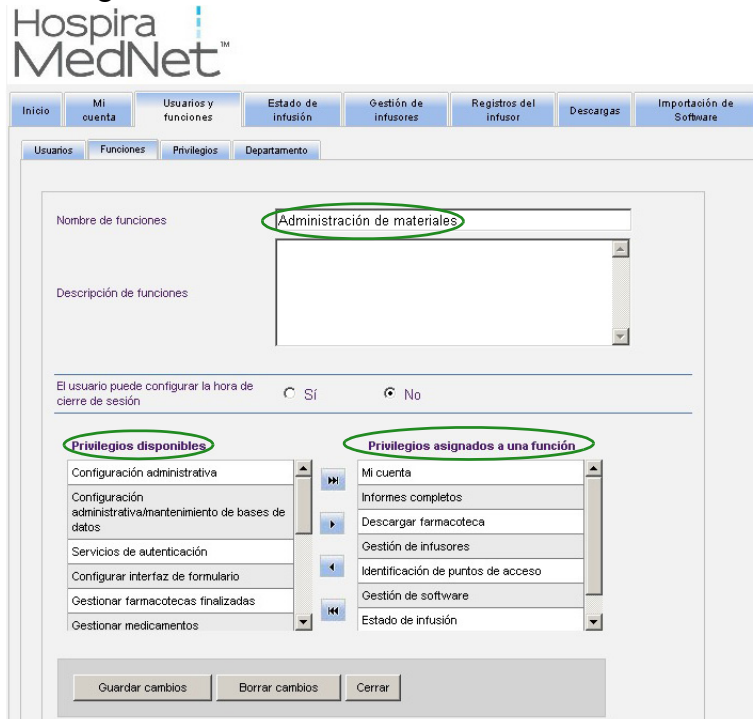 Hospira
MedNet™
Inicio
Mi cuenta
Usuarios y funciones
Estado de infusión
Gestión de infusores
Registros del infusor
Descargas
Importación de Software
Usuarios
Funciones
Privilegios
Departamento
Nombre de funciones
Administración de materiales
Descripción de funciones
El usuario puede configurar la hora de
cierre de sesión
Sí
No
Privilegios disponibles
Configuración administrativa
Configuración
administrativa/mantenimiento de bases de
datos
Servicios de autenticación
Configurar interfaz de formulario
Gestionar farmacotecas finalizadas
Gestionar medicamentos
Privilegios asignados a una función
Mi cuenta
Informes completos
Descargar farmacoteca
Gestión de infusores
Identificación de puntos de acceso
Gestión de software
Estado de infusión
Guardar cambios
Borrar cambios
Cerrar